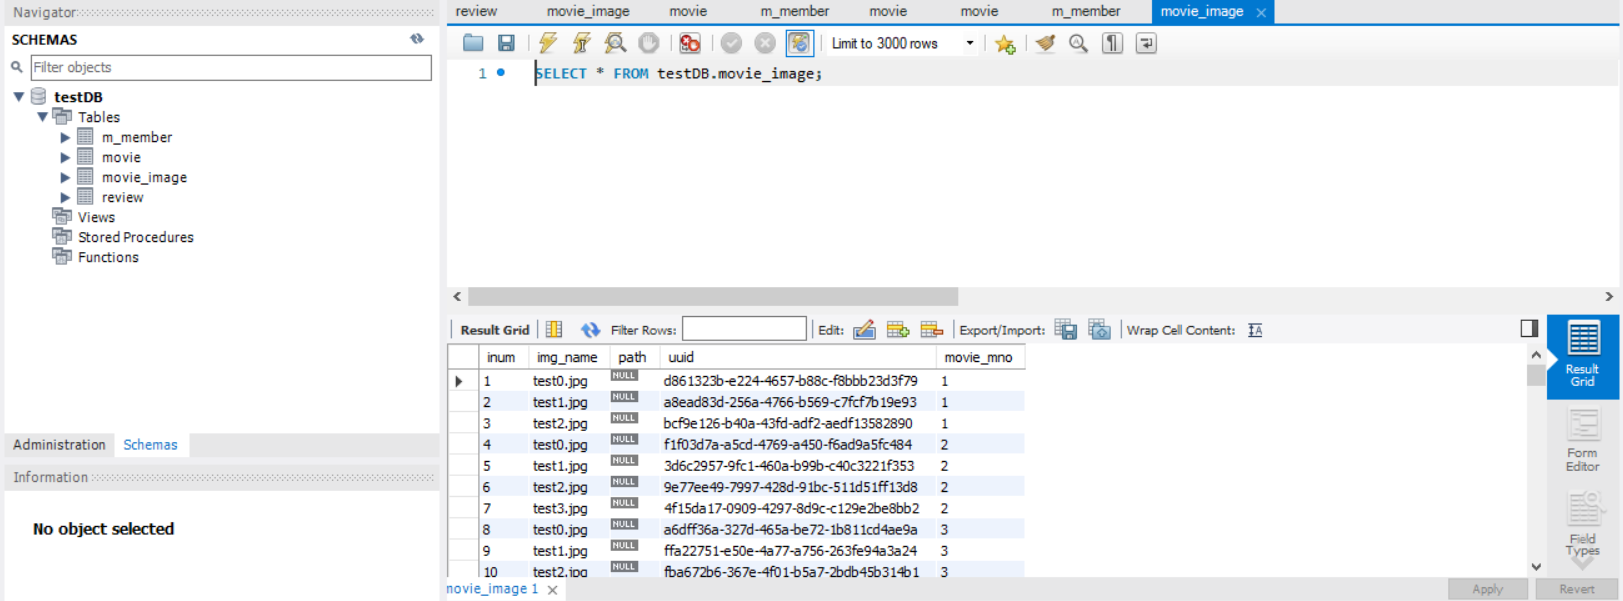 Navigator
SCHEMAS
Filter objects
testDB
Tables
m_member
movie
movie_image
review
Views
Stored Procedures
Functions
Administration Schemas
Information
No object selected
review movie_image movie m_member movie movie m_member movie_image
Limit to 3000 rows
1 SELECT * FROM testDB.movie_image;
Result Grid Filter Rows: Edit: Export/Import: Wrap Cell Content:
inum img_name path uuid movie_mno
1 test0.jpg NULL d861323b-e224-4657-b88c-f8bbb23d3f79 1
2 test1.jpg NULL a8ead83d-256a-4766-b569-c7fcf7b19e93 1
3 test2.jpg NULL bcf9e126-b40a-43fd-adf2-aedf13582890 1
4 test0.jpg NULL f1f03d7a-a5cd-4769-a450-f6ad9a5fc484 2
5 test1.jpg NULL 3d6c2957-9fc1-460a-b99b-c40c3221f353 2
6 test2.jpg NULL 9e77ee49-7997-428d-91bc-511d51ff13d8 2
7 test3.jpg NULL 4f15da17-0909-4297-8d9c-c129e2be8bb2 2
8 test0.jpg NULL a6dff36a-327d-465a-be72-1b811cd4ae9a 3
9 test1.jpg NULL ffa22751-e50e-4a77-a756-263fe94a3a24 3
10 test2.jpg NULL fba672b6-367e-4f01-b5a7-2bdb45b314b1 3
Result
Grid
Form
Editor
Field
Types
movie_image 1
Apply Revert